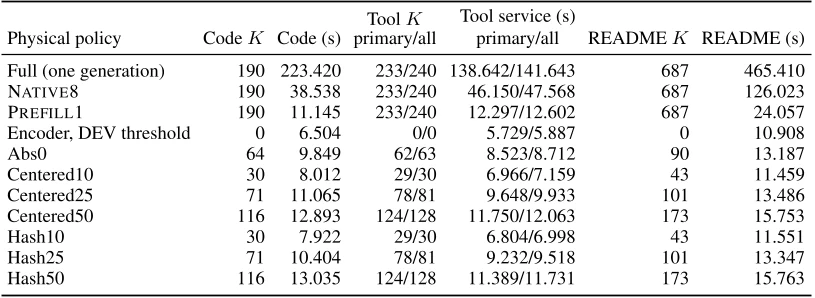 Tool K Tool service (s)
Physical policy Code K Code (s) primary/all primary/all README K README (s)
Full (one generation) 190 223.420 233/240 138.642/141.643 687 465.410
NATIVE8 190 38.538 233/240 46.150/47.568 687 126.023
PREFILL1 190 11.145 233/240 12.297/12.602 687 24.057
Encoder, DEV threshold 0 6.504 0/0 5.729/5.887 0 10.908
Abs0 64 9.849 62/63 8.523/8.712 90 13.187
Centered10 30 8.012 29/30 6.966/7.159 43 11.459
Centered25 71 11.065 78/81 9.648/9.933 101 13.486
Centered50 116 12.893 124/128 11.750/12.063 173 15.753
Hash10 30 7.922 29/30 6.804/6.998 43 11.551
Hash25 71 10.404 78/81 9.232/9.518 101 13.347
Hash50 116 13.035 124/128 11.389/11.731 173 15.763